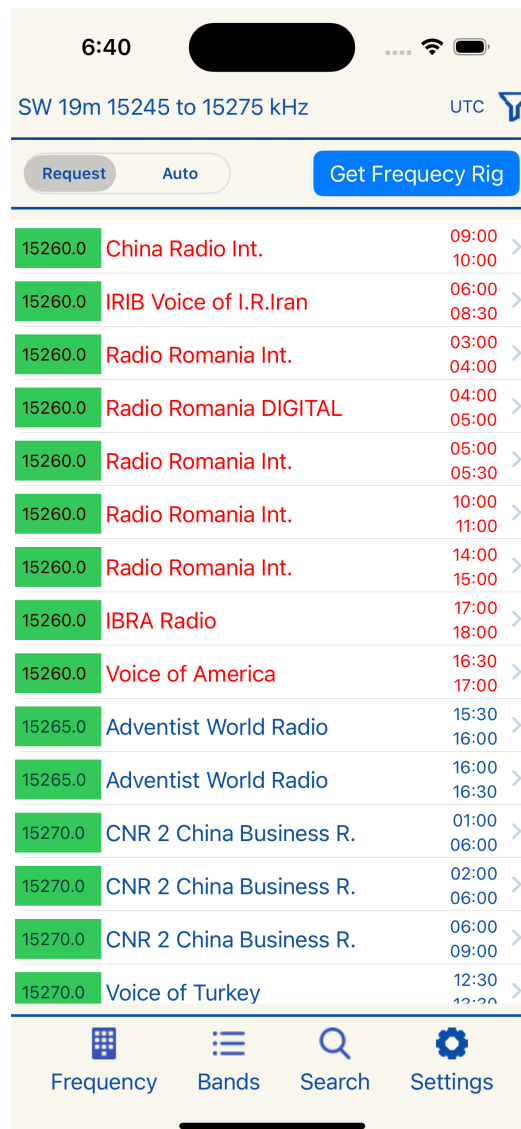 6:40
SW 19m 15245 to 15275 kHz UTC
Request Auto Get Frequecy Rig
15260.0 China Radio Int. 09:00
10:00
15260.0 IRIB Voice of I.R.Iran 06:00
08:30
15260.0 Radio Romania Int. 03:00
04:00
15260.0 Radio Romania DIGITAL 04:00
05:00
15260.0 Radio Romania Int. 05:00
05:30
15260.0 Radio Romania Int. 10:00
11:00
15260.0 Radio Romania Int. 14:00
15:00
15260.0 IBRA Radio 17:00
18:00
15260.0 Voice of America 16:30
17:00
15265.0 Adventist World Radio 15:30
16:00
15265.0 Adventist World Radio 16:00
16:30
15270.0 CNR 2 China Business R. 01:00
06:00
15270.0 CNR 2 China Business R. 02:00
06:00
15270.0 CNR 2 China Business R. 06:00
09:00
15270.0 Voice of Turkey 12:30
Frequency Bands Search Settings